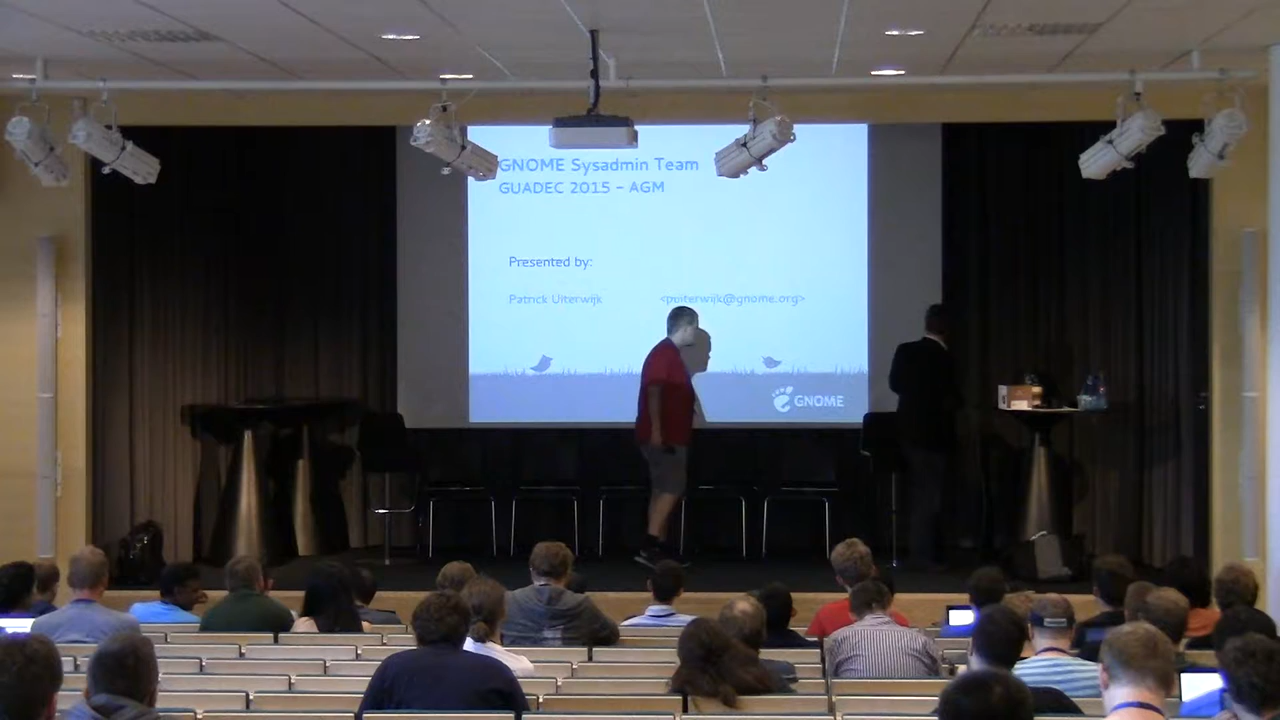 GNOME Sysadmin Team
GUADEC 2015 - AGM
Presented by:
Patrick Uiterwijk <puiterwijk@gnome.org>
GNOME